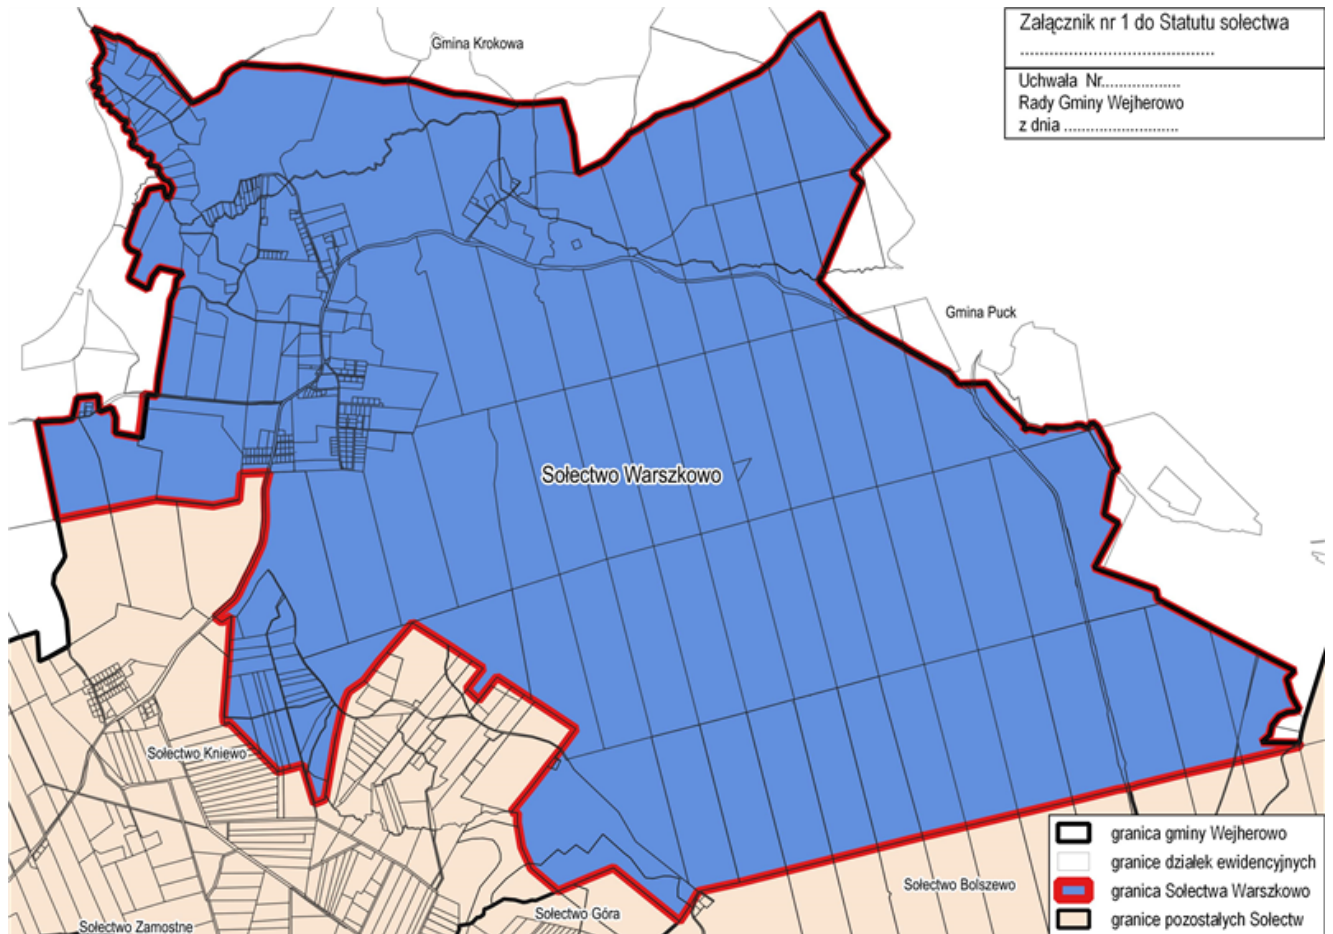 Gmina Krokowa
Załącznik nr 1 do Statutu sołectwa
..........................................
Uchwała Nr..................
Rady Gminy Wejherowo
z dnia ..........................
Gmina Puck
Sołectwo Warszkowo
Sołectwo Kniewo
Sołectwo Bolszewo
Sołectwo Góra
Sołectwo Zamostne
granica gminy Wejherowo
granice działek ewidencyjnych
granica Sołectwa Warszkowo
granice pozostałych Sołectw